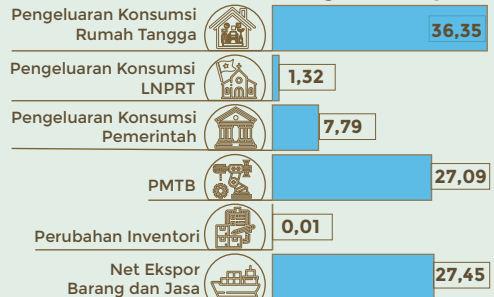 Pengeluaran Konsumsi
Rumah Tangga
36,35
Pengeluaran Konsumsi
LNPRT
1,32
Pengeluaran Konsumsi
Pemerintah
7,79
PMTB
27,09
Perubahan Inventori
0,01
Net Ekspor
Barang dan Jasa
27,45